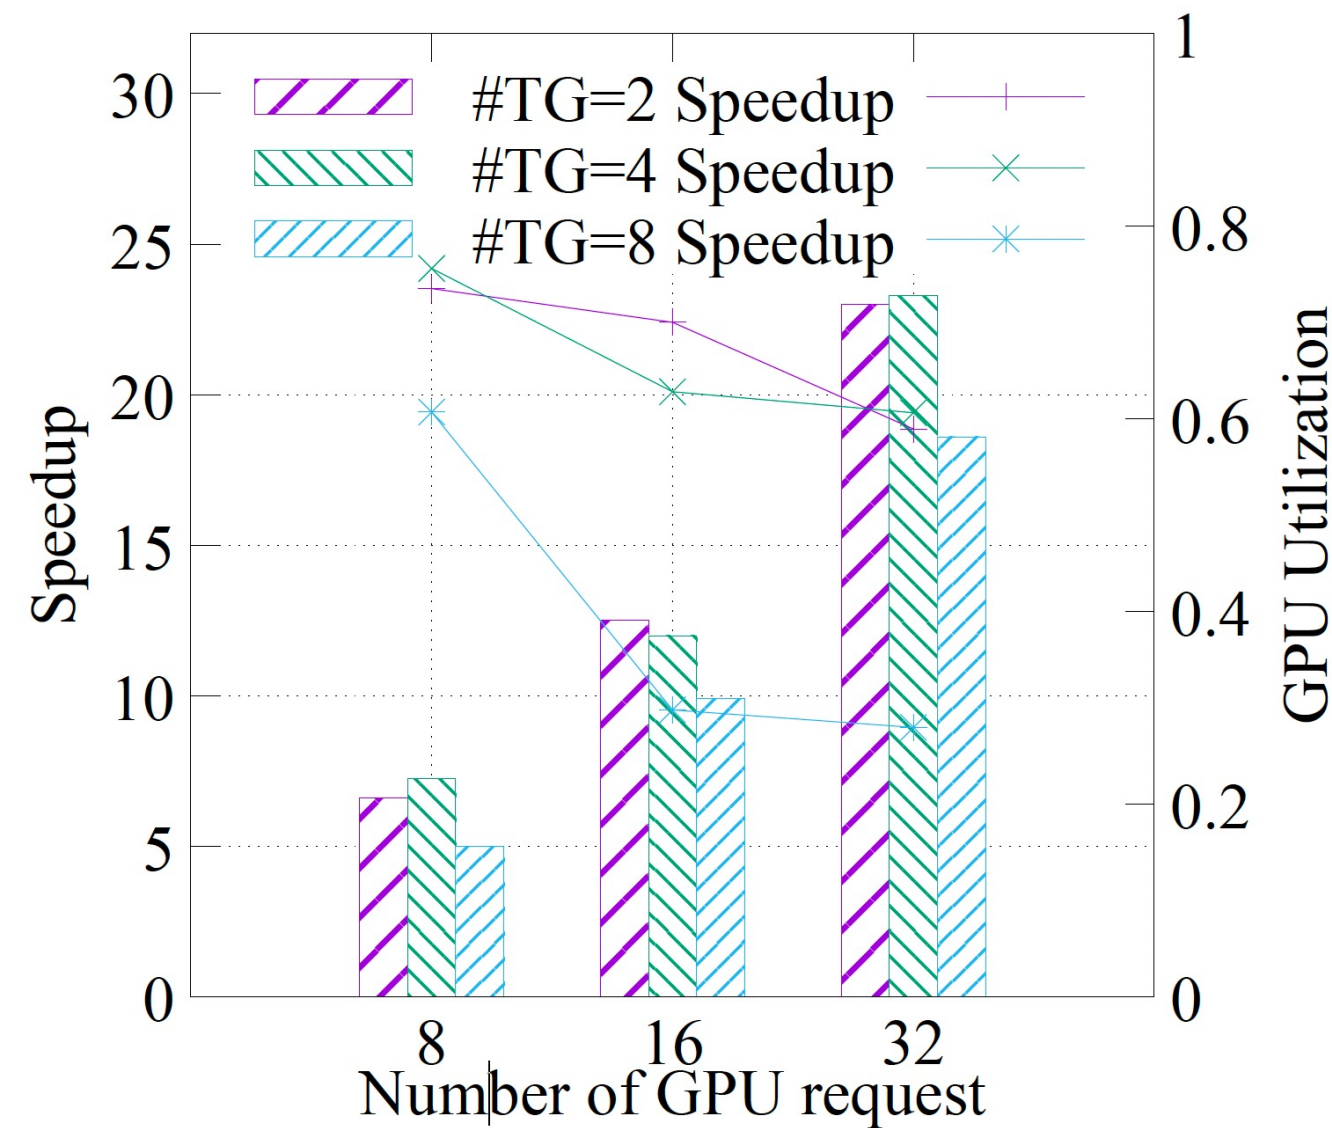 #TG=2 Speedup
#TG=4 Speedup
#TG=8 Speedup
30
25
20
15
10
5
0
Speedup
1
0.8
0.6
0.4
0.2
0
GPU Utilization
8 16 32
Number of GPU request